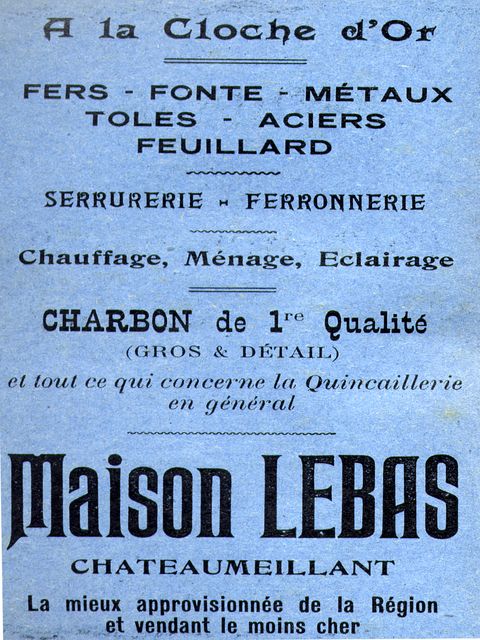 A la Cloche d'Or
FERS - FONTE - MÉTAUX
TOLES - ACIERS
FEUILLARD
SERRURERIE - FERRONNERIE
Chauffage, Ménage, Eclairage
CHARBON de 1re Qualité
(GROS & DÉTAIL)
et tout ce qui concerne la Quincaillerie
en général
Maison LEBAS
CHATEAUMEILLANT
La mieux approvisionnée de la Région
et vendant le moins cher